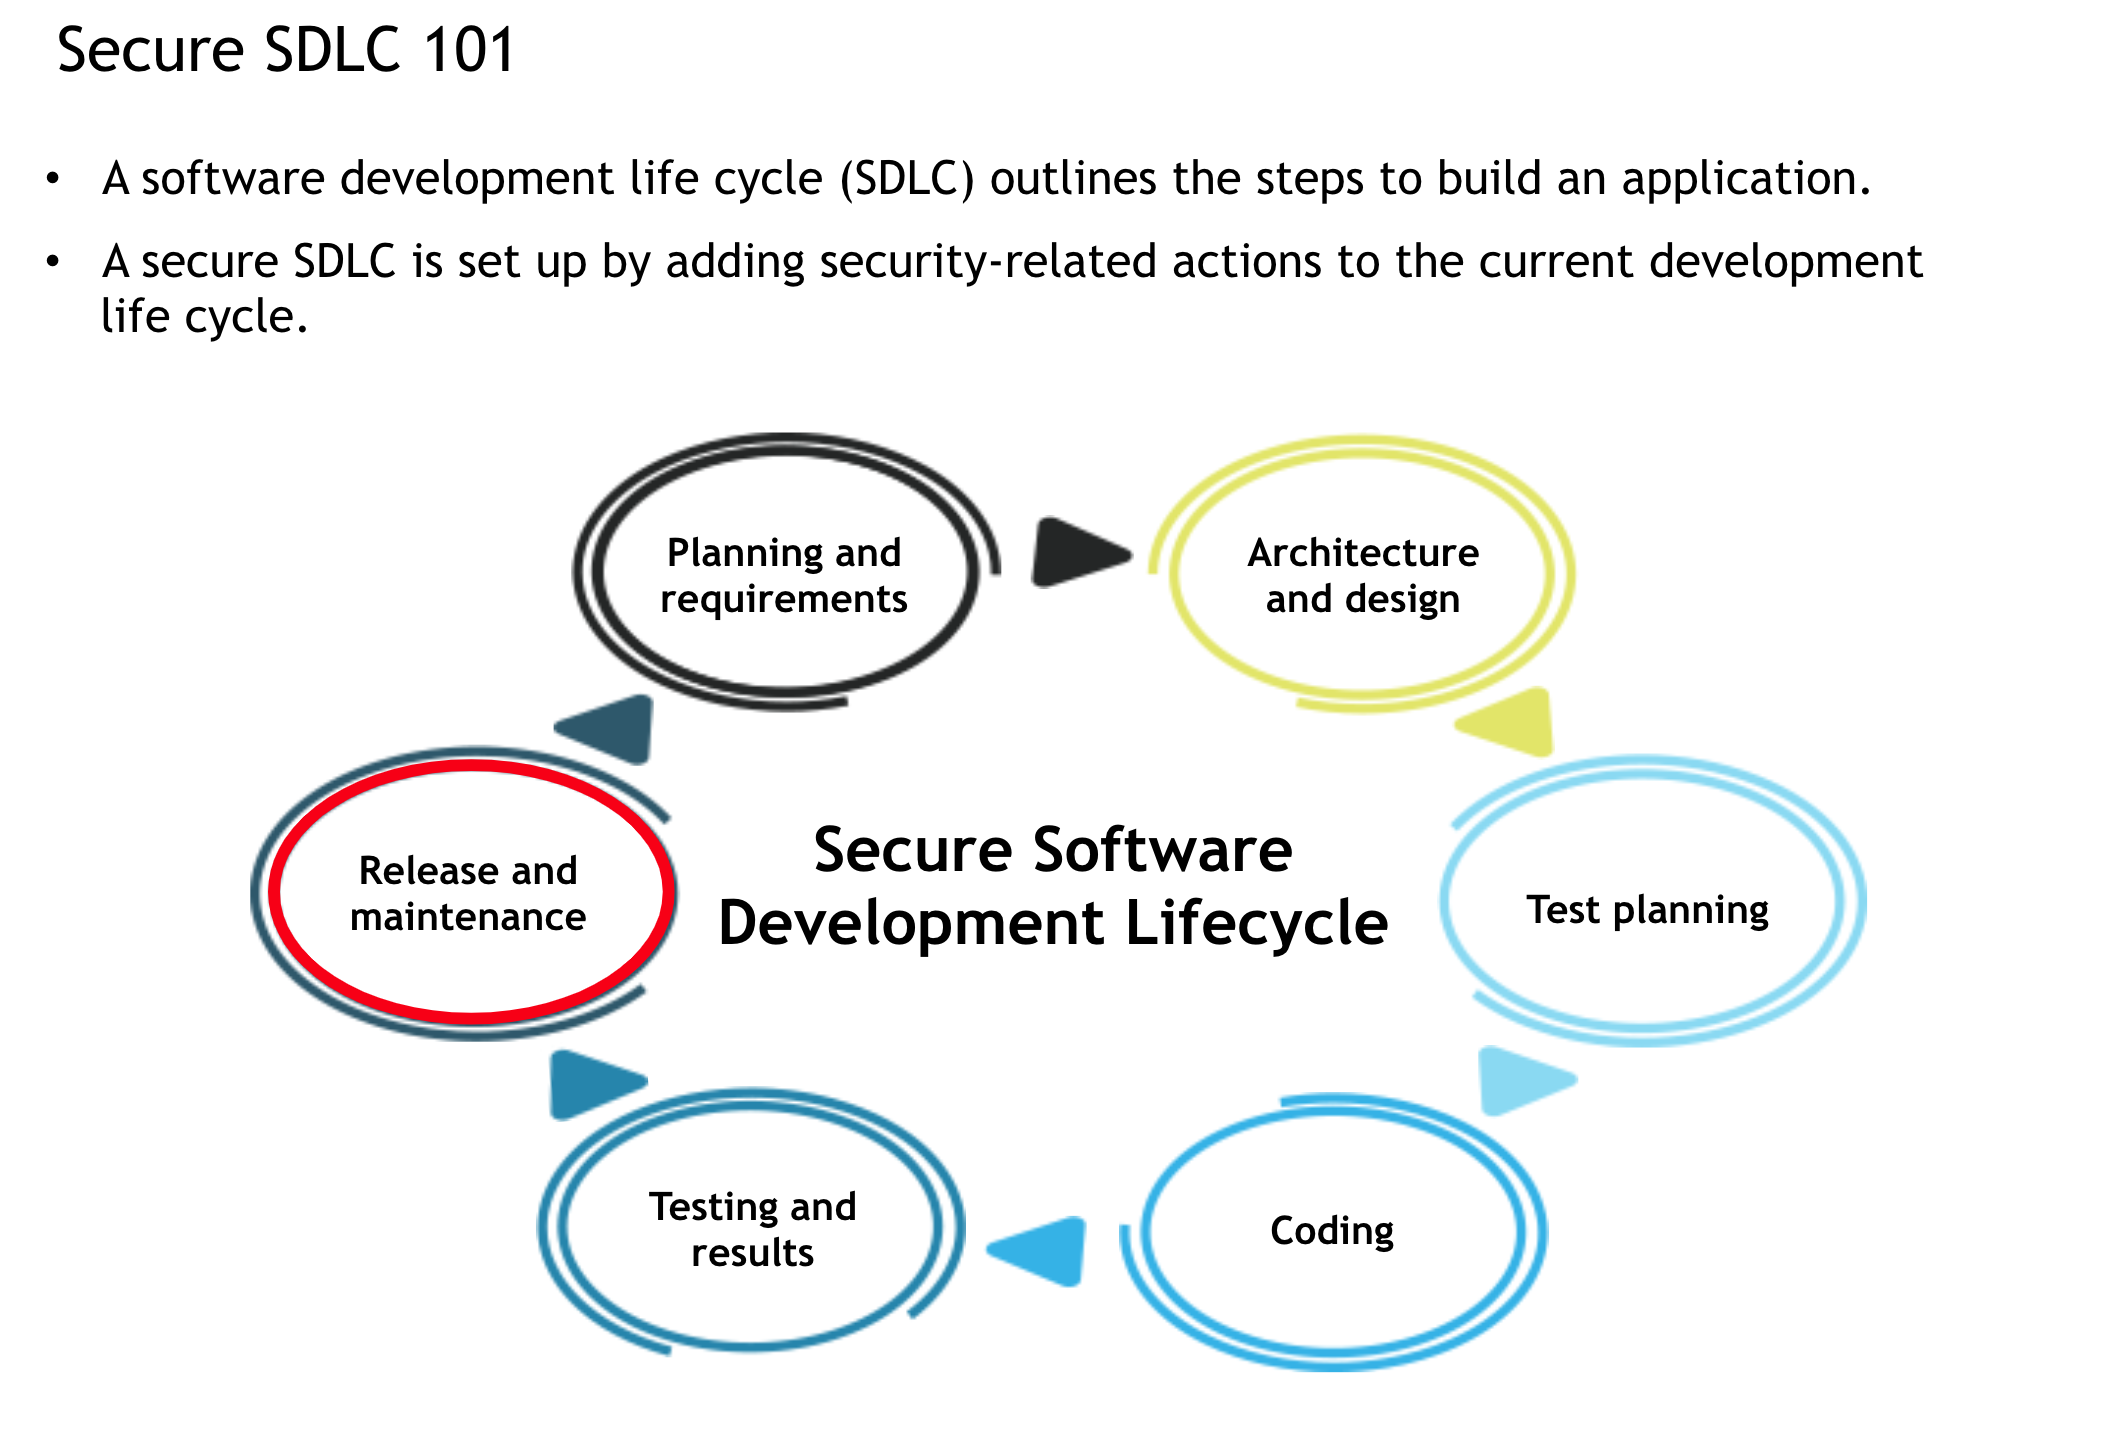 Secure SDLC 101
• A software development life cycle (SDLC) outlines the steps to build an application.
• A secure SDLC is set up by adding security-related actions to the current development
life cycle.
Planning and
requirements
Architecture
and design
Release and
maintenance
Secure Software
Development Lifecycle
Test planning
Testing and
results
Coding